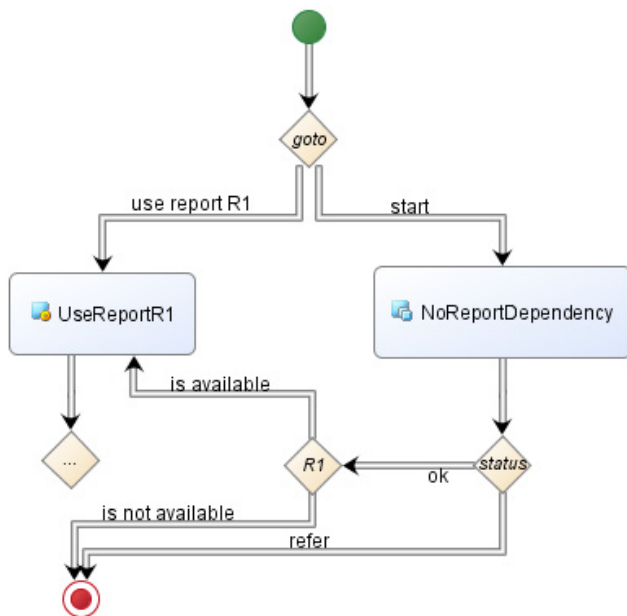 goto
use report R1
start
UseReportR1
NoReportDependency
is available
...
R1
status
ok
is not available
refer